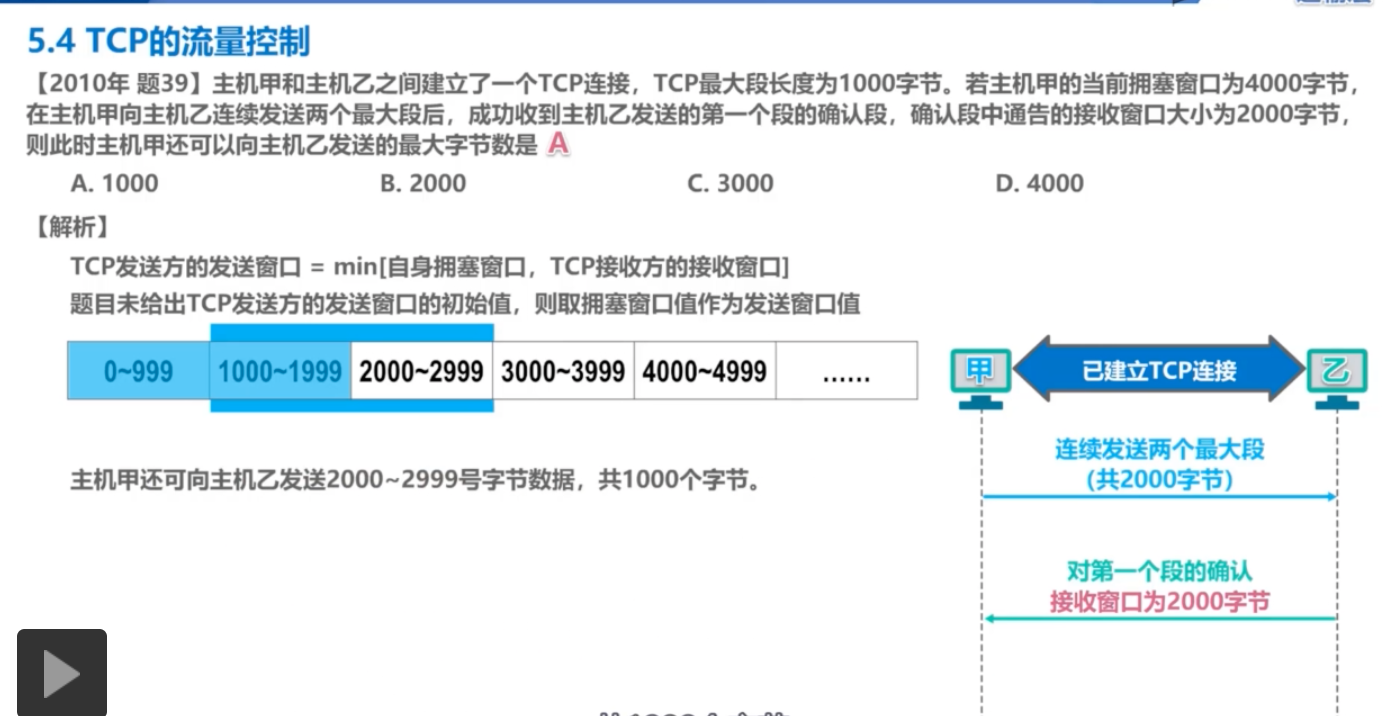 5.4 TCP的流量控制
【2010年 题39】主机甲和主机乙之间建立了一个TCP连接，TCP最大段长度为1000字节。若主机甲的当前拥塞窗口为4000字节，
在主机甲向主机乙连续发送两个最大段后，成功收到主机乙发送的第一个段的确认段，确认段中通告的接收窗口大小为2000字节，
则此时主机甲还可以向主机乙发送的最大字节数是 A
A. 1000 B. 2000 C. 3000 D. 4000
【解析】
TCP发送方的发送窗口 = min[自身拥塞窗口，TCP接收方的接收窗口]
题目未给出TCP发送方的发送窗口的初始值，则取拥塞窗口值作为发送窗口值
0~999 1000~1999 2000~2999 3000~3999 4000~4999 ……
甲 已建立TCP连接 乙
连续发送两个最大段
(共2000字节)
主机甲还可向主机乙发送2000~2999号字节数据，共1000个字节。
对第一个段的确认
接收窗口为2000字节